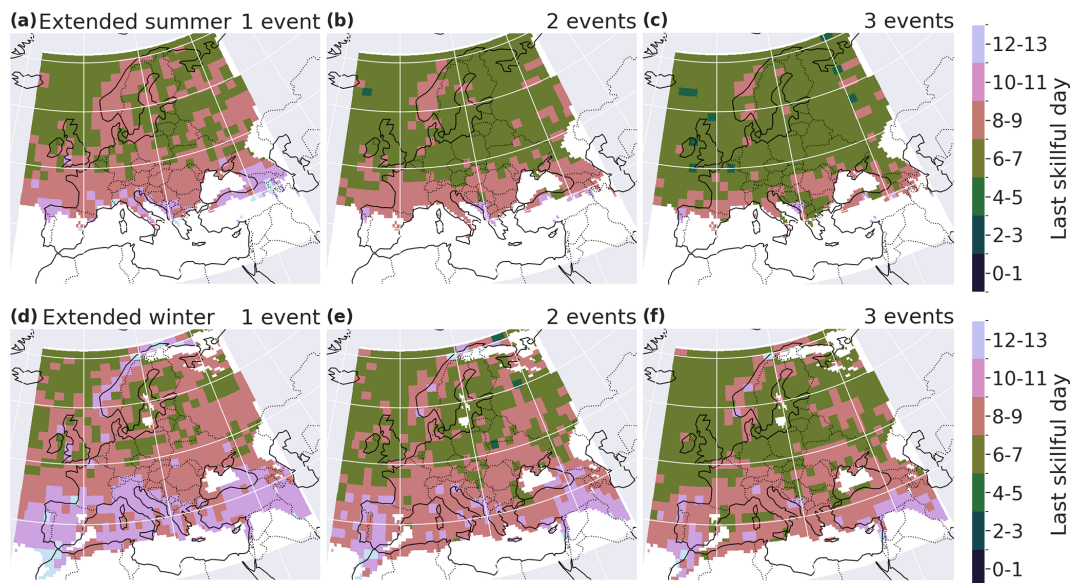 (a) Extended summer 1 event
(b) 2 events
(c) 3 events
12-13
10-11
8-9
6-7
4-5
2-3
0-1
Last skillful day
(d) Extended winter 1 event
(e) 2 events
(f) 3 events
12-13
10-11
8-9
6-7
4-5
2-3
0-1
Last skillful day